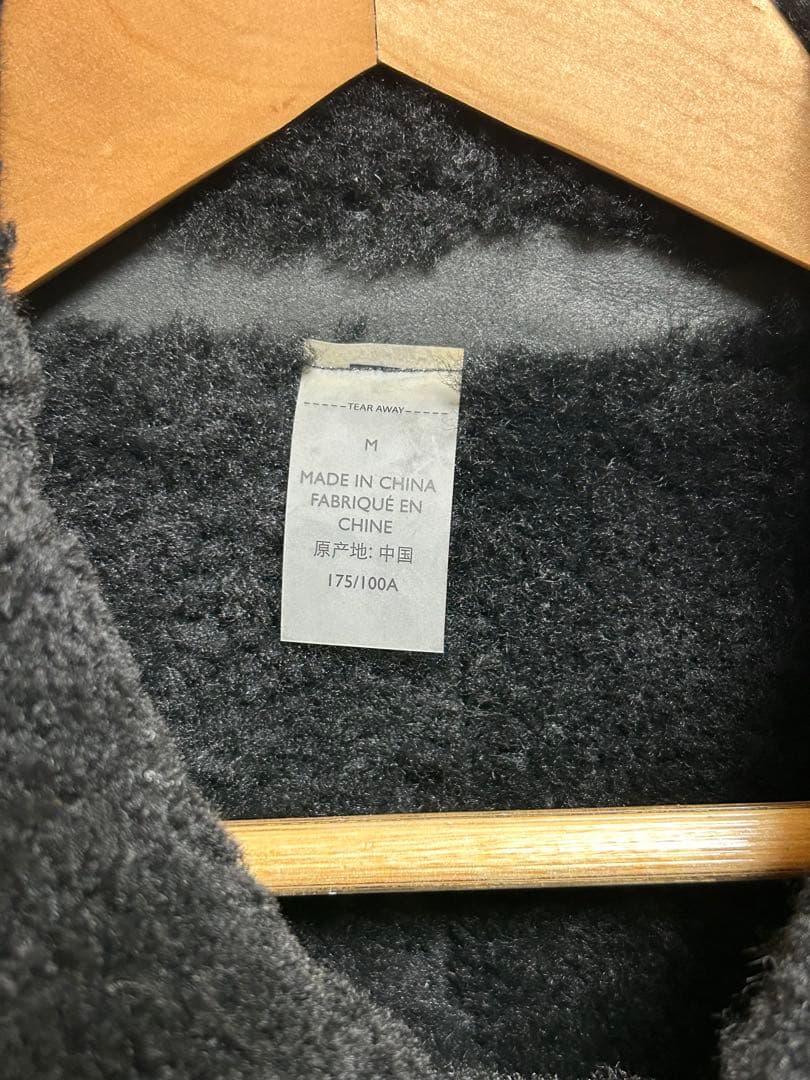 TEAR AWAY
M
MADE IN CHINA
FABRIQUÉ EN
CHINE
原产地: 中国
175/100A